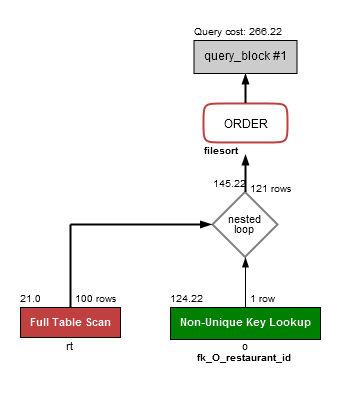 Query cost: 266.22
query_block #1
ORDER
filesort
145.22
121 rows
nested
loop
21.0
100 rows
124.22
1 row
Full Table Scan
Non-Unique Key Lookup
rt
o
fk_O_restaurant_id